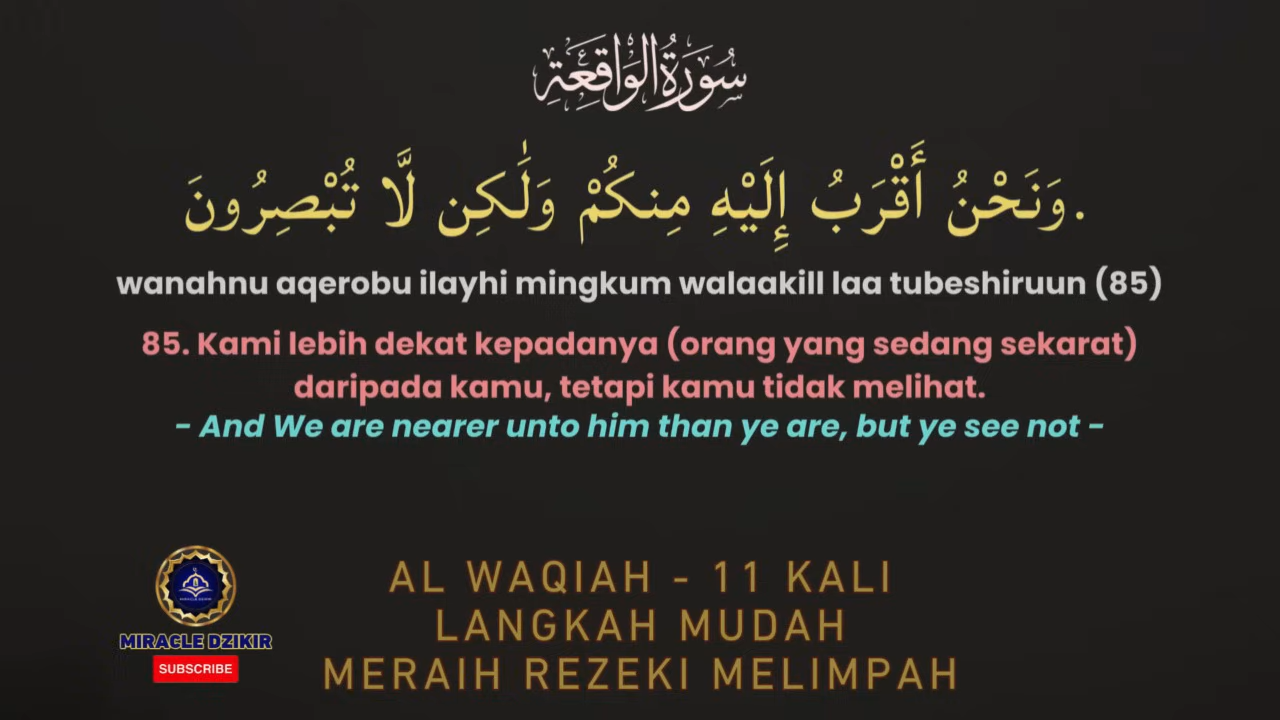 سُورَةُ الوَاقِعَةِ
وَنَحْنُ أَقْرَبُ إِلَيْهِ مِنكُمْ وَلَٰكِن لَّا تُبْصِرُونَ.
wanahnu aqerobu ilayhi mingkum walaakill laa tubeshiruun (85)
85. Kami lebih dekat kepadanya (orang yang sedang sekarat)
daripada kamu, tetapi kamu tidak melihat.
- And We are nearer unto him than ye are, but ye see not -
AL WAQIAH - 11 KALI
LANGKAH MUDAH
MERAIH REZEKI MELIMPAH
MIRACLE DZIKIR
MIRACLE DZIKIR
SUBSCRIBE